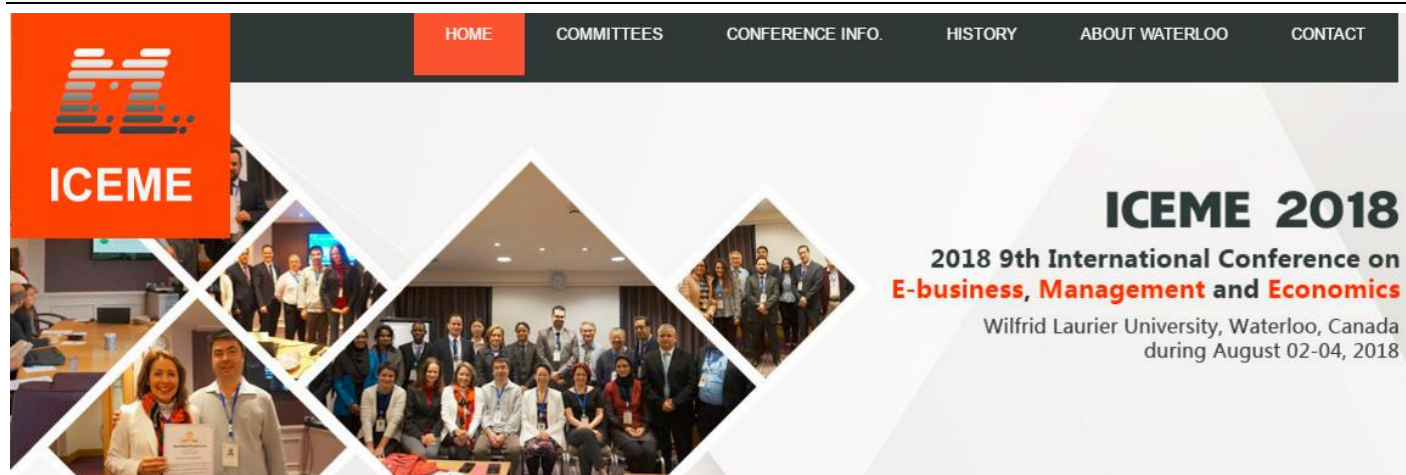 HOME COMMITTEES CONFERENCE INFO. HISTORY ABOUT WATERLOO CONTACT
ICEME
ICEME 2018
2018 9th International Conference on
E-business, Management and Economics
Wilfrid Laurier University, Waterloo, Canada
during August 02-04, 2018